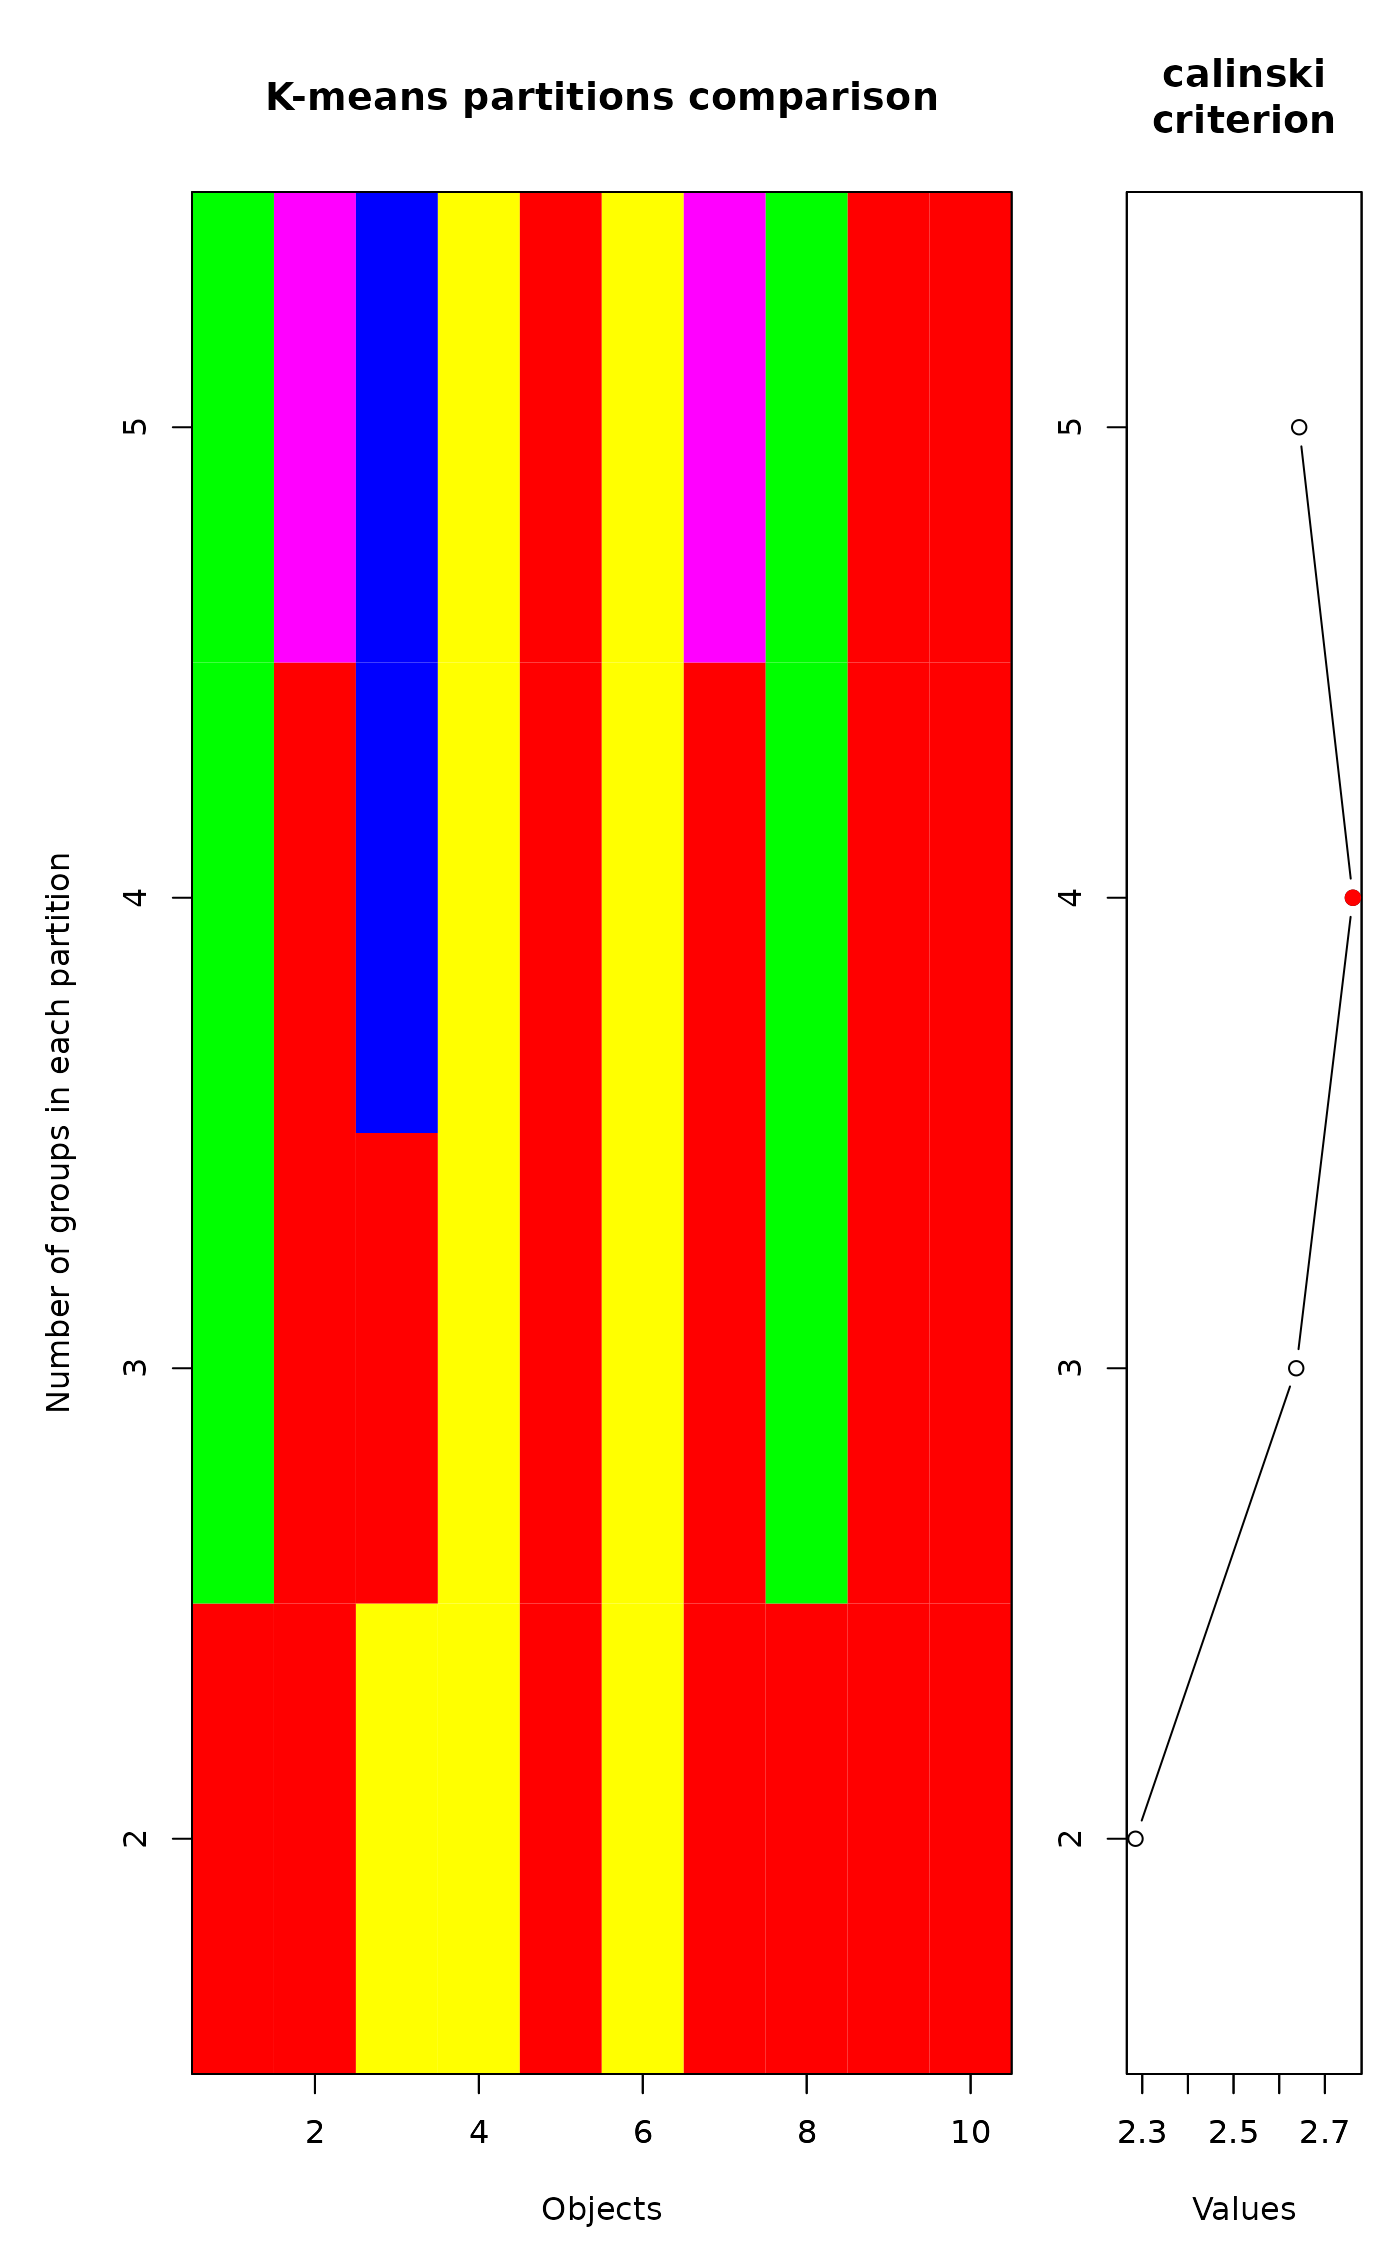 K-means partitions comparison
calinski
criterion
Number of groups in each partition
5
4
3
2
2 4 6 8 10
Objects
5
4
3
2
2.3 2.5 2.7
Values